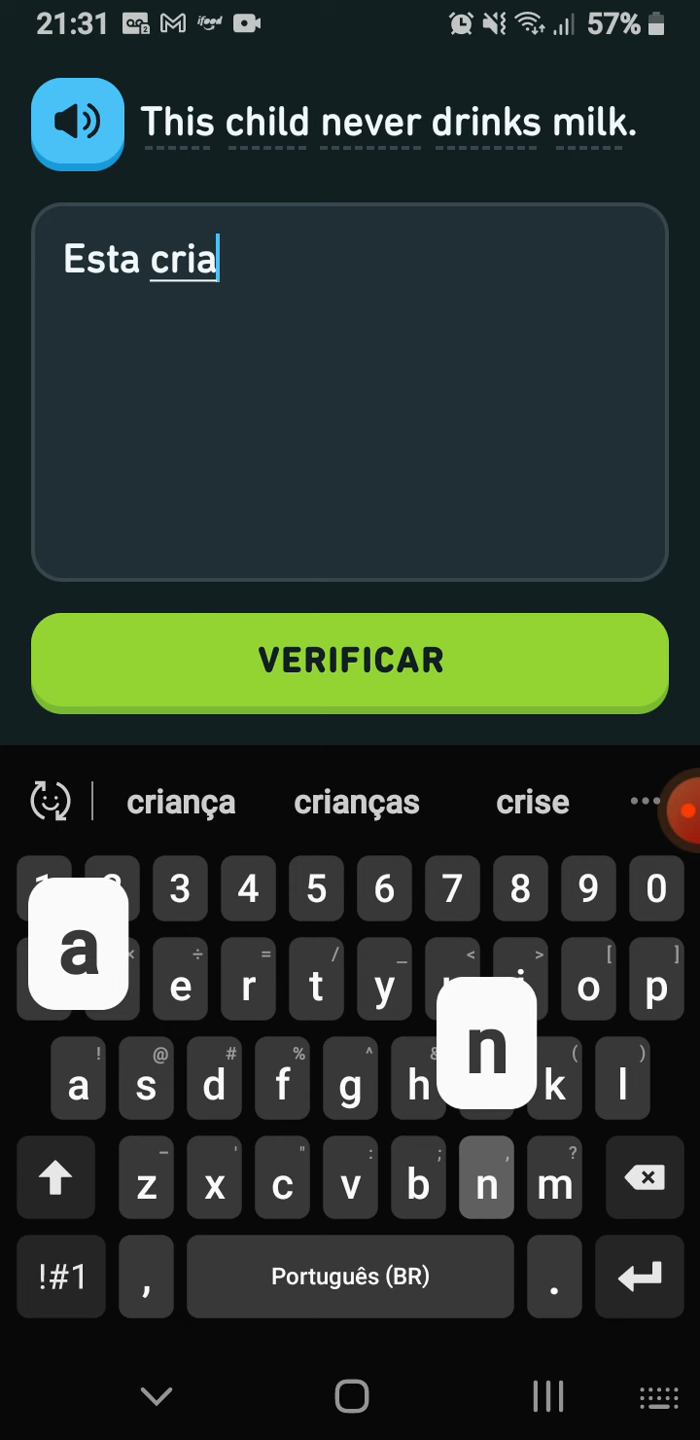 21:31 ifood 57%
This child never drinks milk.
Esta cria
VERIFICAR
criança crianças crise
3 4 5 6 7 8 9 0
a
e r t y o p
n
a s d f g h k l
z x c v b n m
!#1 , Português (BR) .